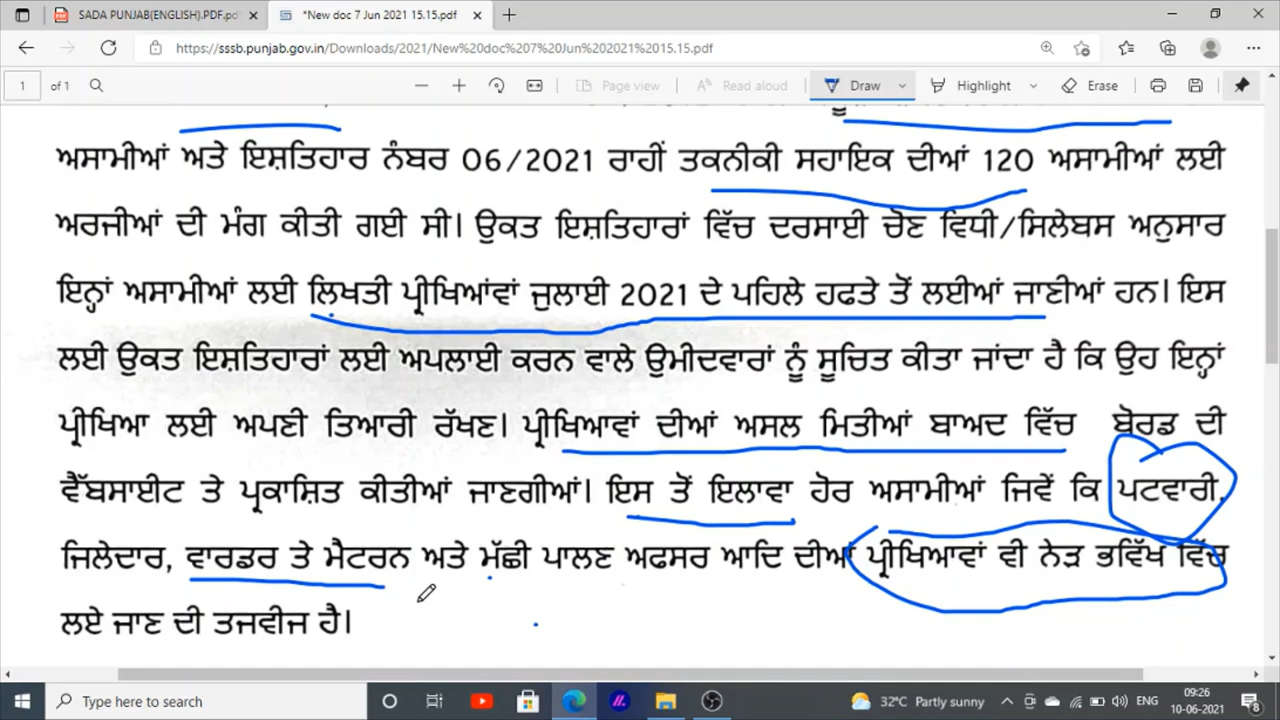 SADA PUNJAB(ENGLISH).PDF.pd
*New doc 7 Jun 2021 15.15.pdf
https://sssb.punjab.gov.in/Downloads/2021/New%20doc%207%20Jun%202021%2015.15.pdf
1 of 1 Page view Read aloud Draw Highlight Erase
ਅਸਾਮੀਆਂ ਅਤੇ ਇਸ਼ਤਿਹਾਰ ਨੰਬਰ 06/2021 ਰਾਹੀਂ ਤਕਨੀਕੀ ਸਹਾਇਕ ਦੀਆਂ 120 ਅਸਾਮੀਆਂ ਲਈ
ਅਰਜੀਆਂ ਦੀ ਮੰਗ ਕੀਤੀ ਗਈ ਸੀ। ਉਕਤ ਇਸ਼ਤਿਹਾਰਾਂ ਵਿੱਚ ਦਰਸਾਈ ਚੋਣ ਵਿਧੀ/ਸਿਲੇਬਸ ਅਨੁਸਾਰ
ਇਨ੍ਹਾਂ ਅਸਾਮੀਆਂ ਲਈ ਲਿਖਤੀ ਪ੍ਰੀਖਿਆਂਵਾਂ ਜੁਲਾਈ 2021 ਦੇ ਪਹਿਲੇ ਹਫਤੇ ਤੋਂ ਲਈਆਂ ਜਾਣੀਆਂ ਹਨ। ਇਸ
ਲਈ ਉਕਤ ਇਸ਼ਤਿਹਾਰਾਂ ਲਈ ਅਪਲਾਈ ਕਰਨ ਵਾਲੇ ਉਮੀਦਵਾਰਾਂ ਨੂੰ ਸੂਚਿਤ ਕੀਤਾ ਜਾਂਦਾ ਹੈ ਕਿ ਉਹ ਇਨ੍ਹਾਂ
ਪ੍ਰੀਖਿਆ ਲਈ ਅਪਣੀ ਤਿਆਰੀ ਰੱਖਣ। ਪ੍ਰੀਖਿਆਵਾਂ ਦੀਆਂ ਅਸਲ ਮਿਤੀਆਂ ਬਾਅਦ ਵਿੱਚ ਬੋਰਡ ਦੀ
ਵੈੱਬਸਾਈਟ ਤੇ ਪ੍ਰਕਾਸ਼ਿਤ ਕੀਤੀਆਂ ਜਾਣਗੀਆਂ। ਇਸ ਤੋਂ ਇਲਾਵਾ ਹੋਰ ਅਸਾਮੀਆਂ ਜਿਵੇਂ ਕਿ ਪਟਵਾਰੀ,
ਜਿਲੇਦਾਰ, ਵਾਰਡਰ ਤੇ ਮੈਟਰਨ ਅਤੇ ਮੱਛੀ ਪਾਲਣ ਅਫਸਰ ਆਦਿ ਦੀਆਂ ਪ੍ਰੀਖਿਆਵਾਂ ਵੀ ਨੇੜ ਭਵਿੱਖ ਵਿੱਚ
ਲਏ ਜਾਣ ਦੀ ਤਜਵੀਜ ਹੈ।
Type here to search 32°C Partly sunny ENG 09:26
10-06-2021 8